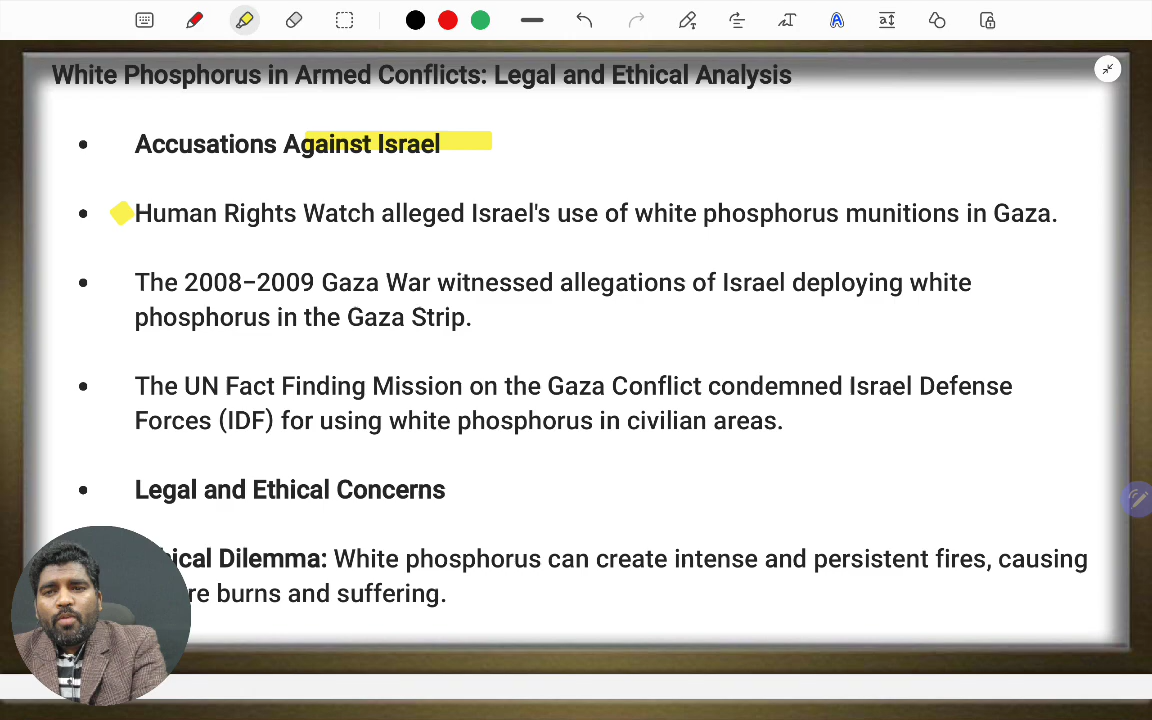 White Phosphorus in Armed Conflicts: Legal and Ethical Analysis
• Accusations Against Israel
• Human Rights Watch alleged Israel's use of white phosphorus munitions in Gaza.
• The 2008–2009 Gaza War witnessed allegations of Israel deploying white
phosphorus in the Gaza Strip.
• The UN Fact Finding Mission on the Gaza Conflict condemned Israel Defense
Forces (IDF) for using white phosphorus in civilian areas.
• Legal and Ethical Concerns
Dilemma: White phosphorus can create intense and persistent fires, causing
burns and suffering.